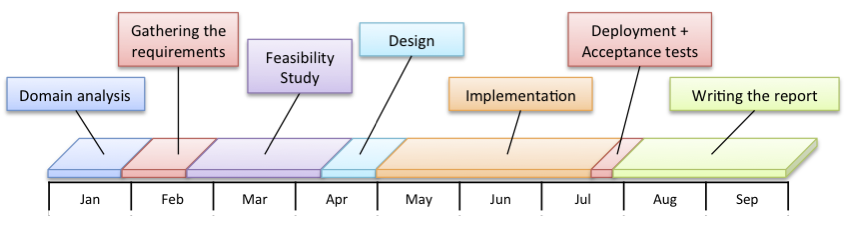 Gathering the
requirements
Feasibility
Study
Design
Deployment +
Acceptance tests
Domain analysis
Implementation
Writing the report
Jan Feb Mar Apr May Jun Jul Aug Sep